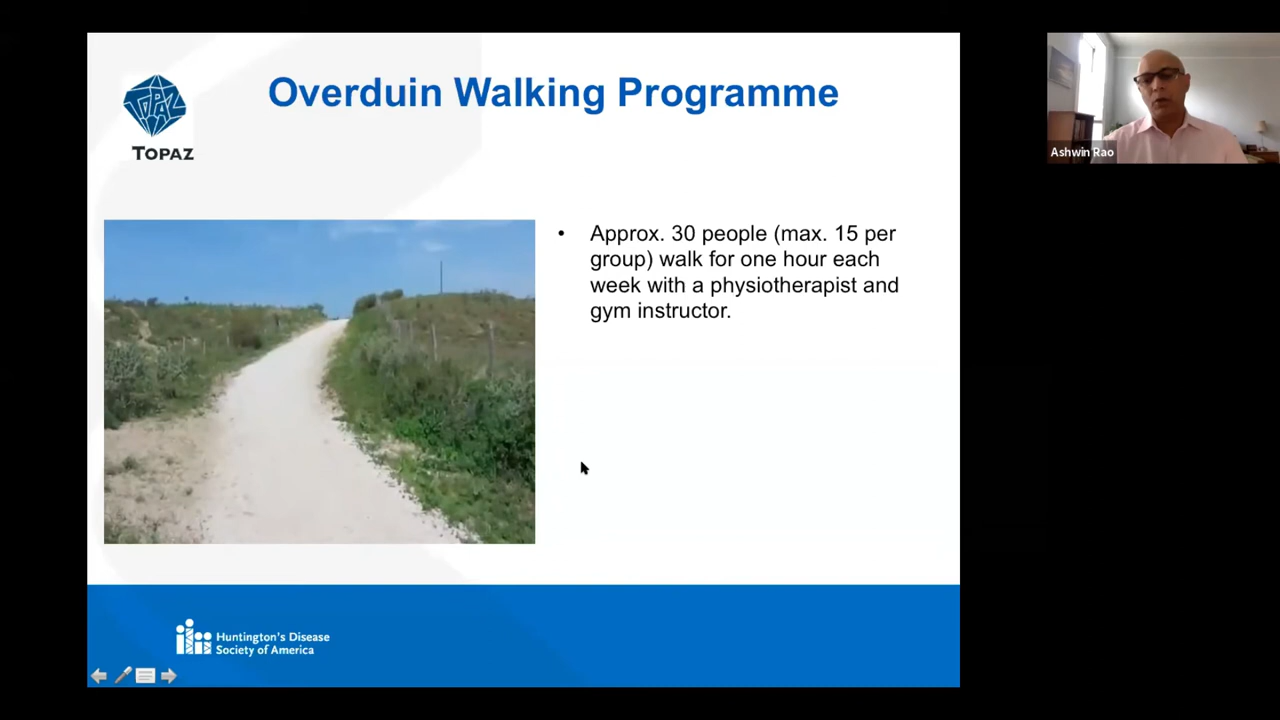 Overduin Walking Programme
TOPAZ
TOPAZ
• Approx. 30 people (max. 15 per
group) walk for one hour each
week with a physiotherapist and
gym instructor.
Huntington's Disease
Society of America
Ashwin Rao